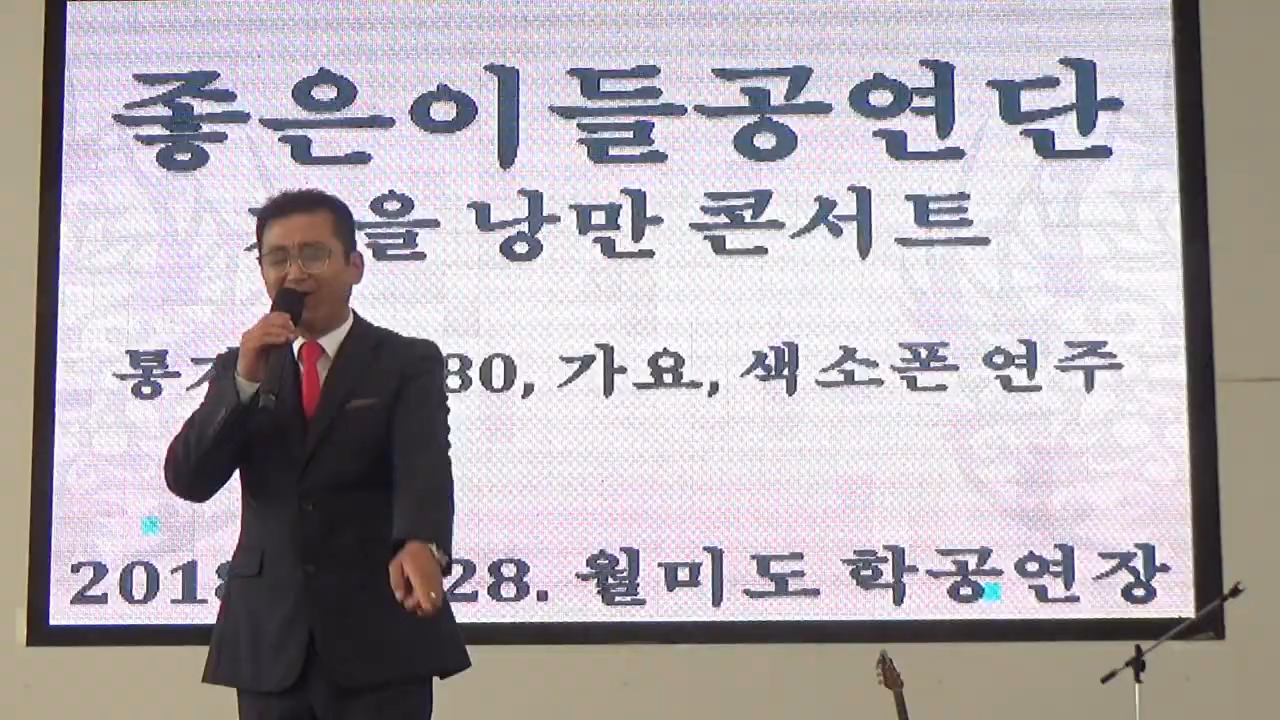 좋은이들공연단
낭만 콘서트
80, 가요, 색소폰 연주
28. 월미도 학공연장